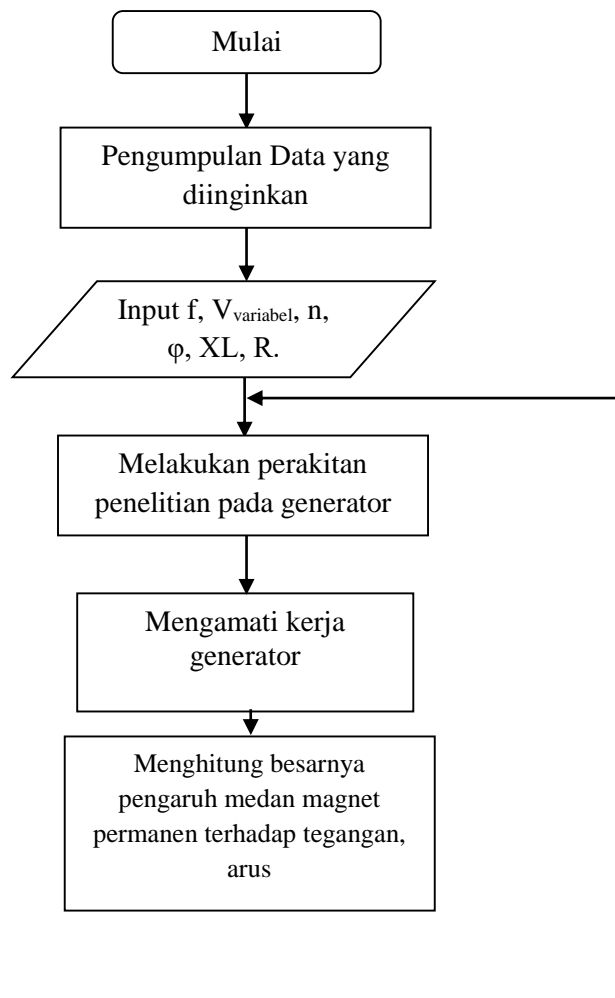 Mulai
Pengumpulan Data yang
diinginkan
Input f, Vvariabel, n,
φ, XL, R.
Melakukan perakitan
penelitian pada generator
Mengamati kerja
generator
Menghitung besarnya
pengaruh medan magnet
permanen terhadap tegangan,
arus